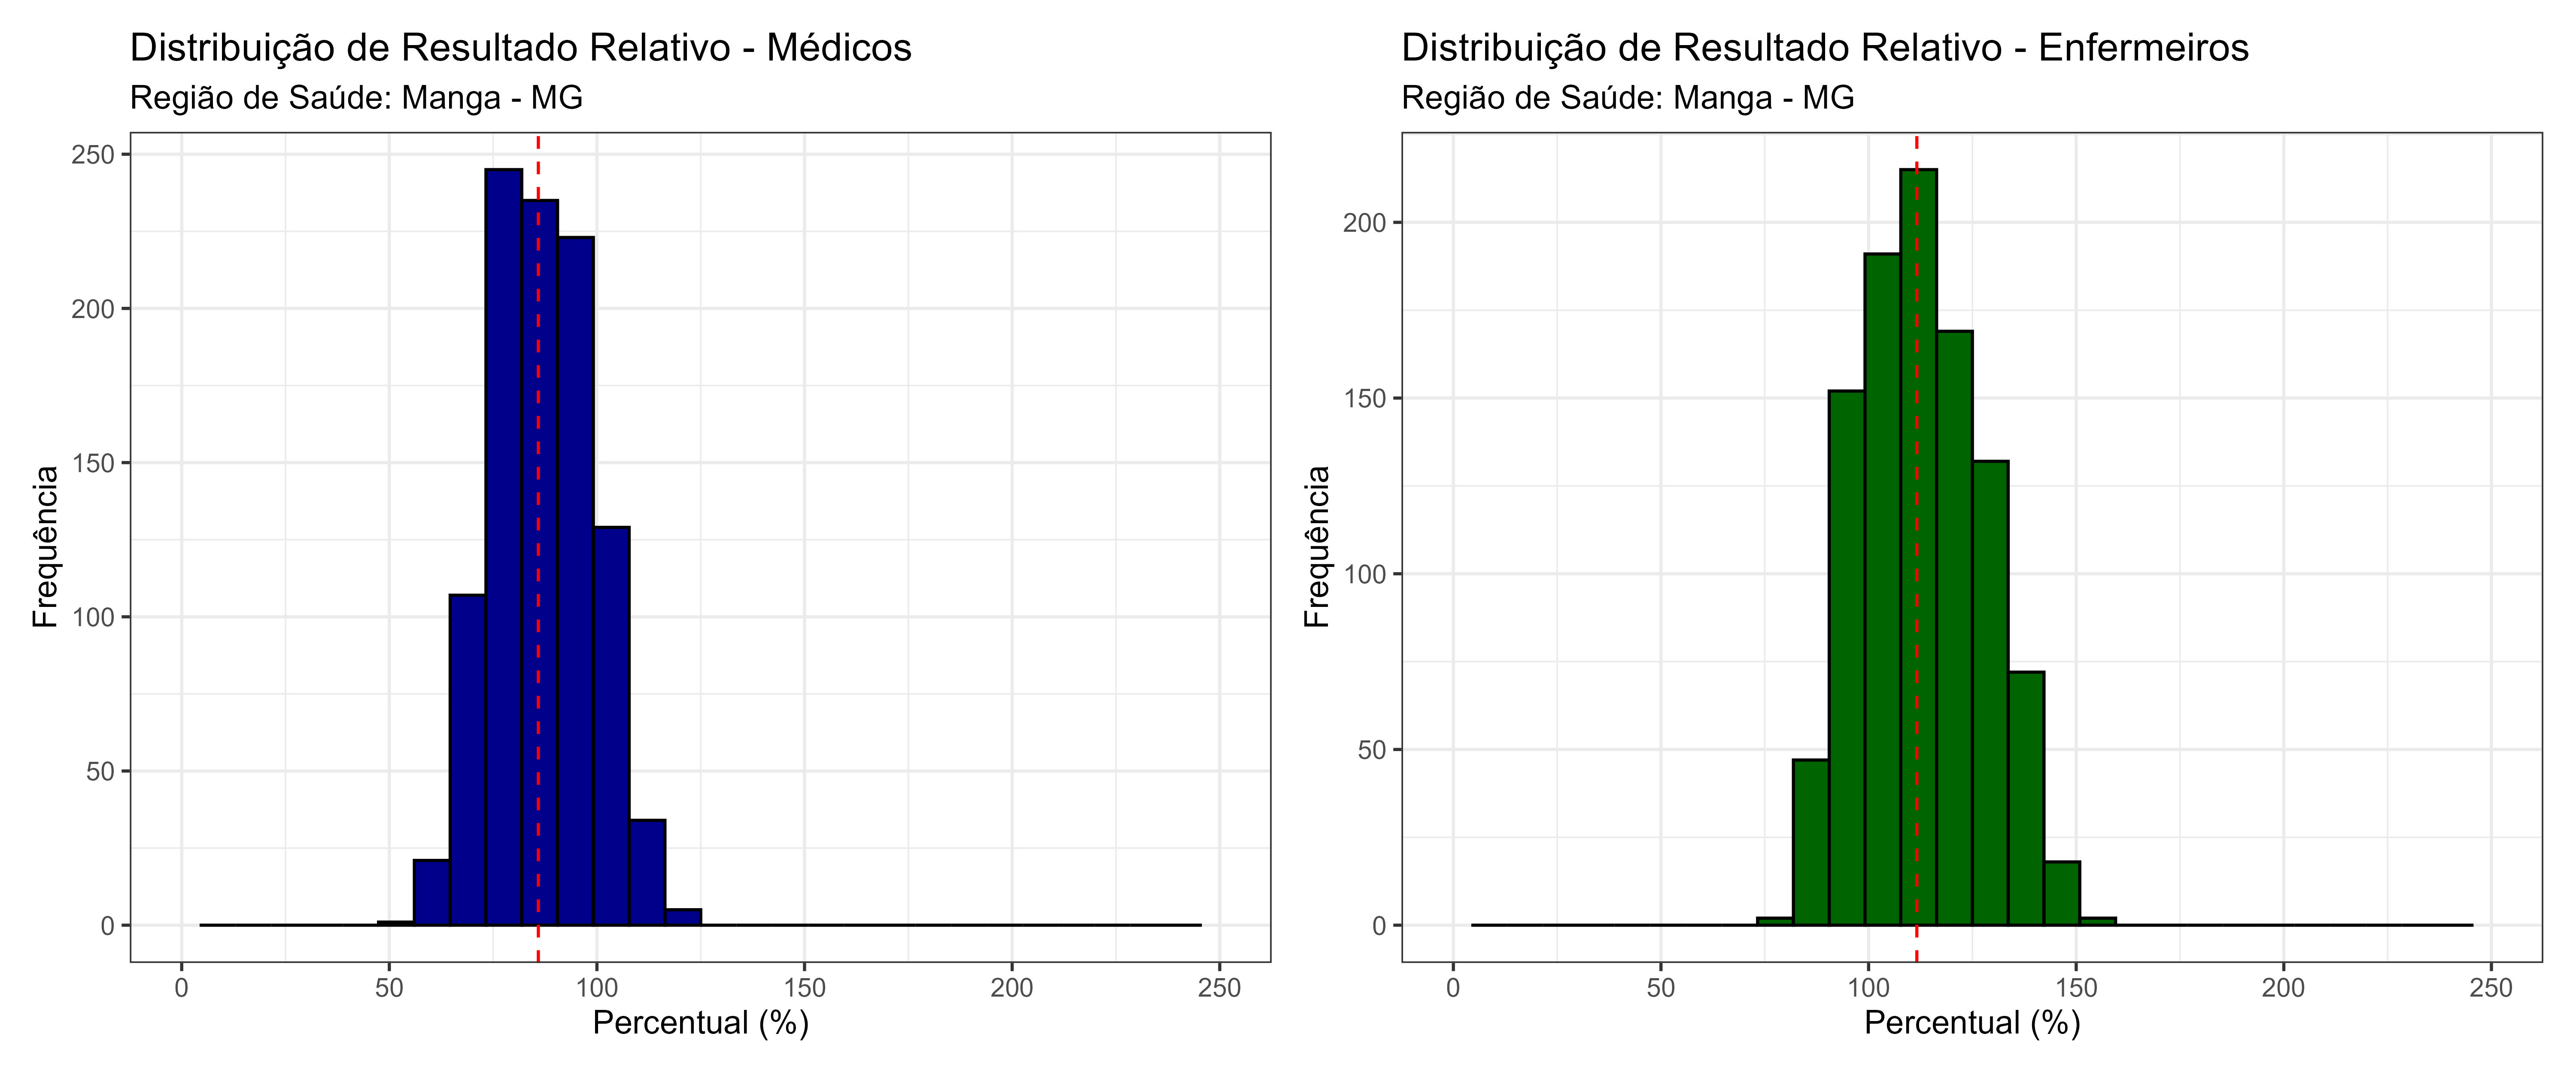 Distribuição de Resultado Relativo - Médicos
Região de Saúde: Manga - MG
250
200
150
100
50
0
Frequência
0 50 100 150 200 250
Percentual (%)
Distribuição de Resultado Relativo - Enfermeiros
Região de Saúde: Manga - MG
200
150
100
50
0
Frequência
0 50 100 150 200 250
Percentual (%)